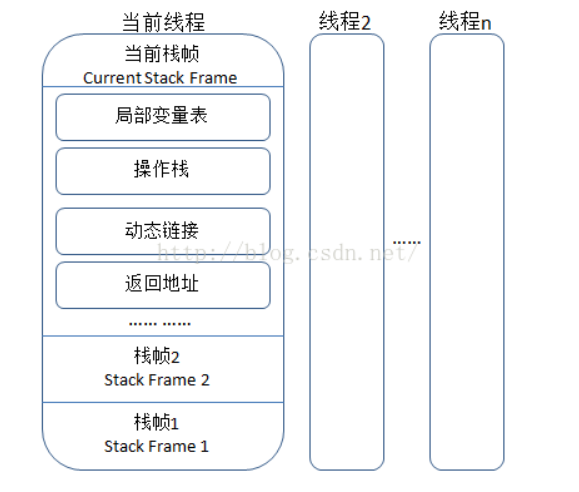 当前线程
线程2
线程n
当前栈帧
Current Stack Frame
局部变量表
操作栈
动态链接
http://blog.csdn.net/
......
返回地址
...... ......
栈帧2
Stack Frame 2
栈帧1
Stack Frame 1